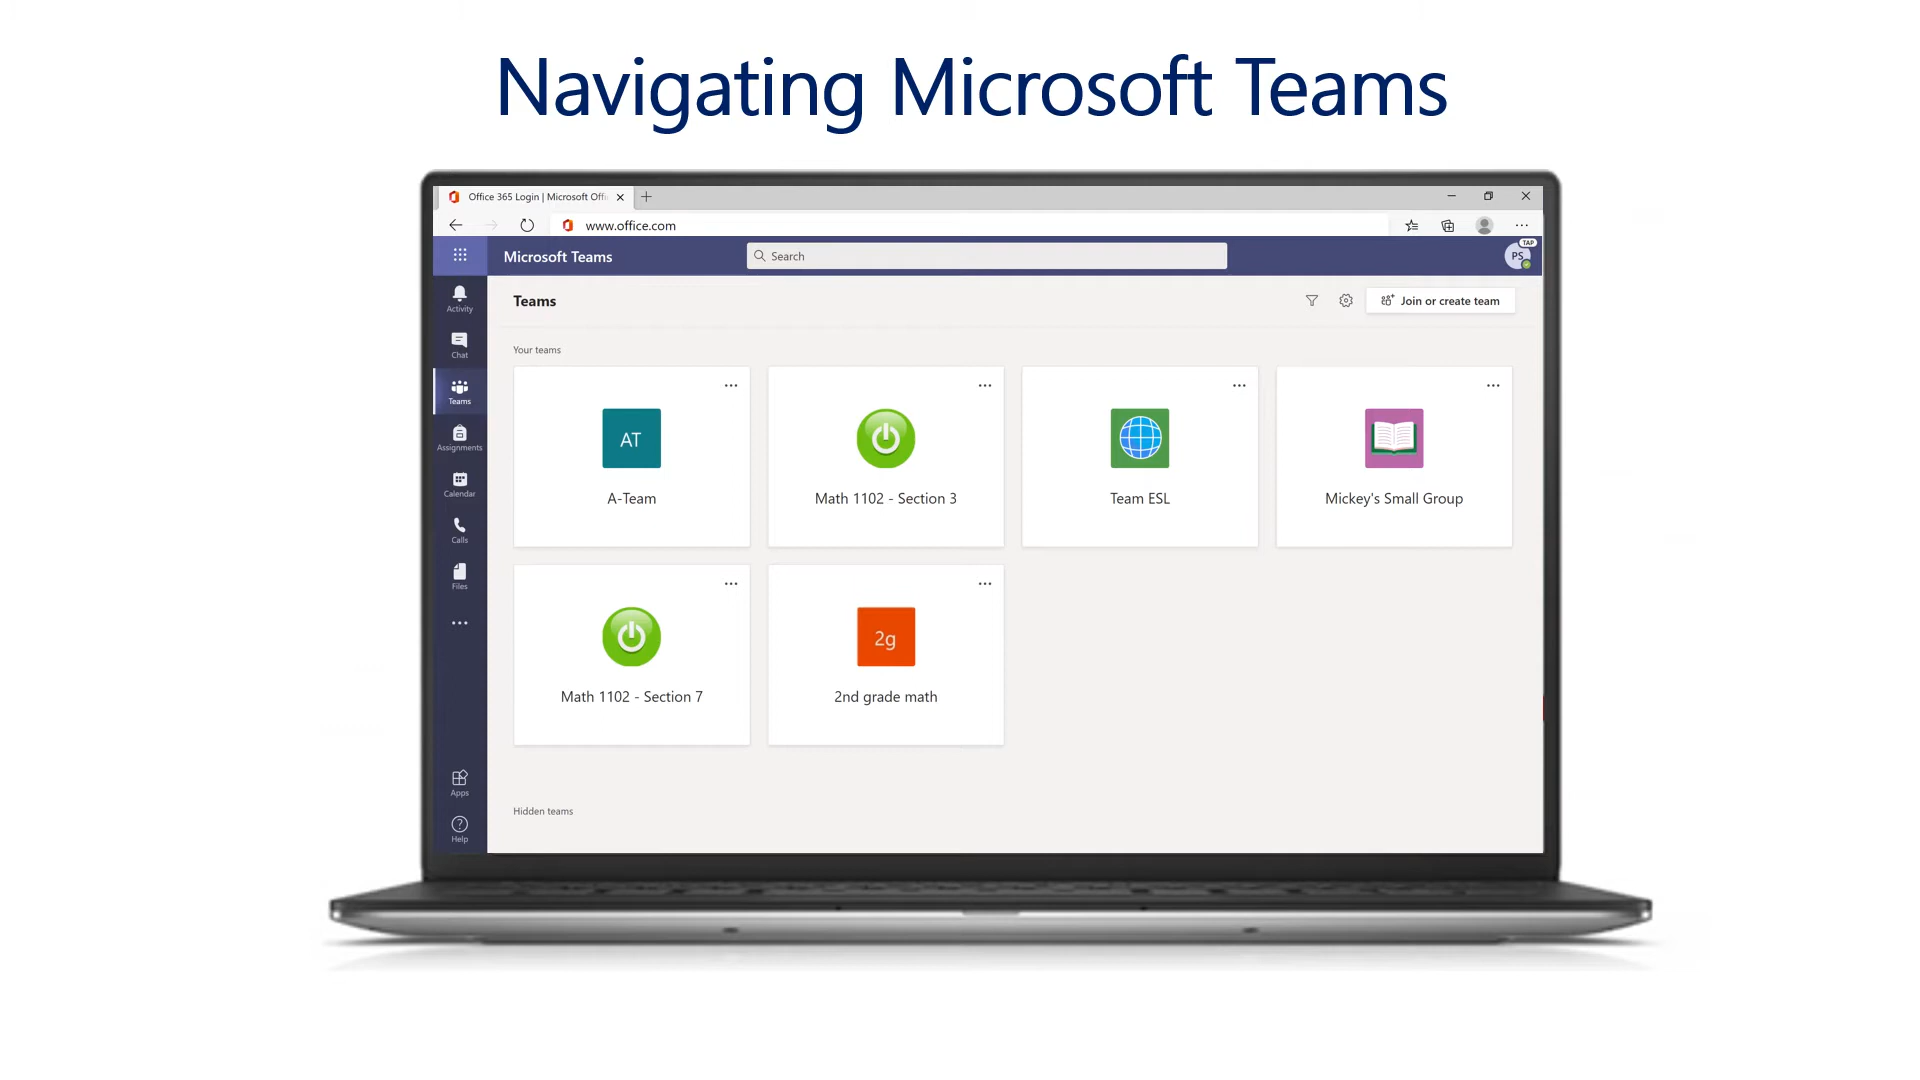 Navigating Microsoft Teams
Office 365 Login | Microsoft Offi
www.office.com
Microsoft Teams
Search
TAP
PS
Activity
Chat
Teams
Assignments
Calendar
Calls
Files
Apps
Help
Teams
Join or create team
Your teams
AT
A-Team
Math 1102 - Section 3
Team ESL
Mickey's Small Group
Math 1102 - Section 7
2g
2nd grade math
Hidden teams